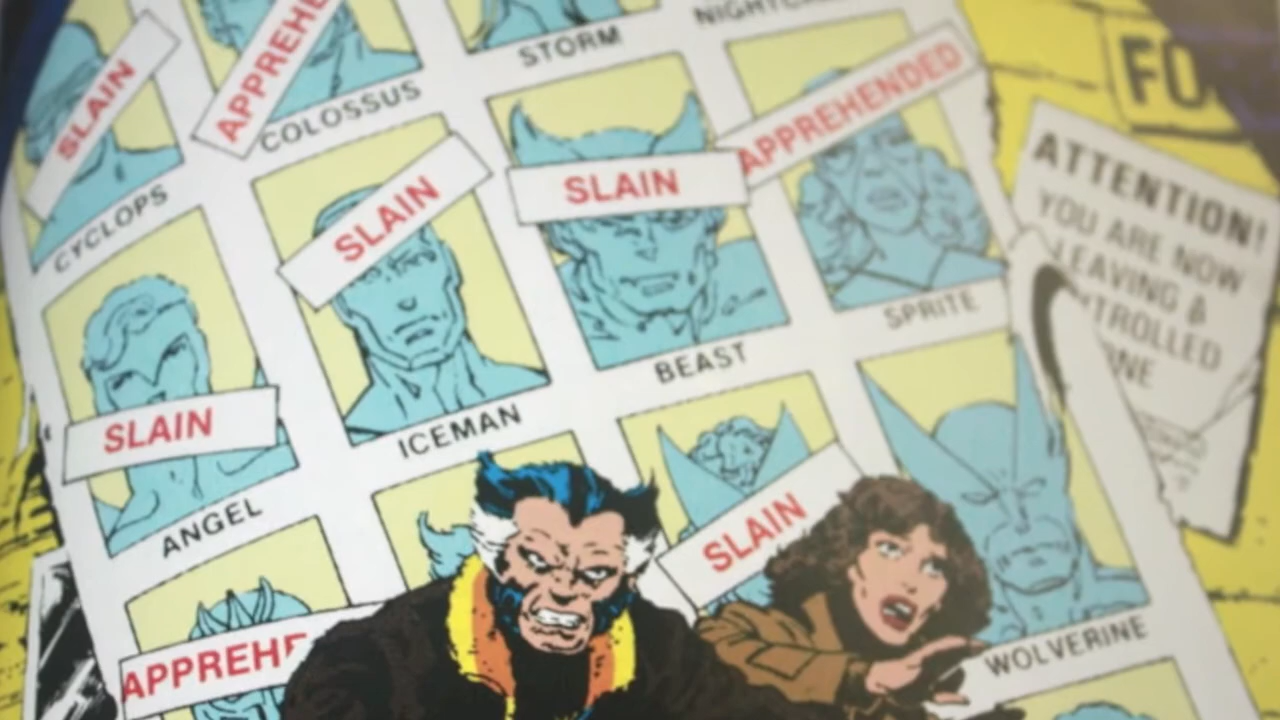 SLAIN
APPREHE
STORM
COLOSSUS
CYCLOPS
SLAIN
SLAIN
APPREHENDED
SPRITE
BEAST
ICEMAN
SLAIN
ANGEL
SLAIN
APPREHE
WOLVERINE
FO
ATTENTION!
YOU ARE NOW
LEAVING A
TROLLED
NE